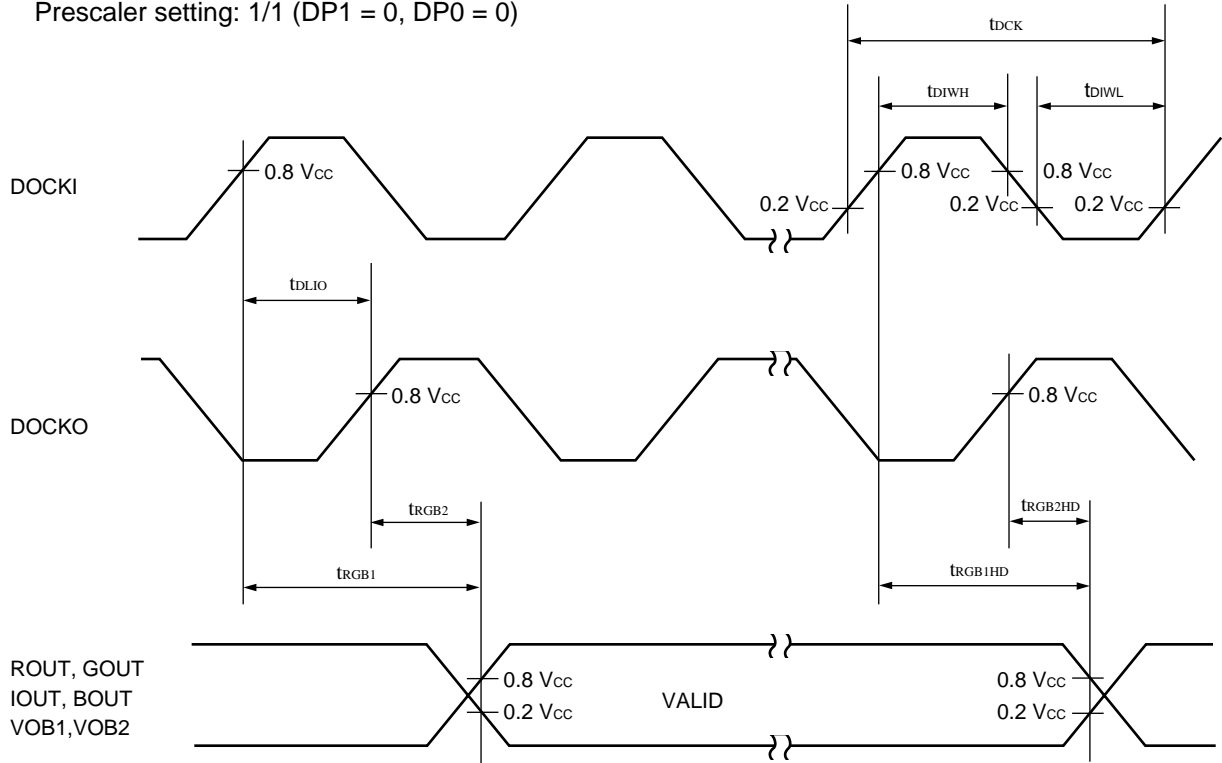 Prescaler setting: 1/1 (DP1 = 0, DP0 = 0)
tDCK
tDIWH
tDIWL
DOCKI
0.8 VCC
0.2 VCC
0.8 VCC
0.8 VCC
0.2 VCC
0.2 VCC
tDLIO
DOCKO
0.8 VCC
0.8 VCC
tRGB2
tRGB2HD
tRGB1
tRGB1HD
ROUT, GOUT
IOUT, BOUT
VOB1,VOB2
0.8 VCC
0.2 VCC
VALID
0.8 VCC
0.2 VCC